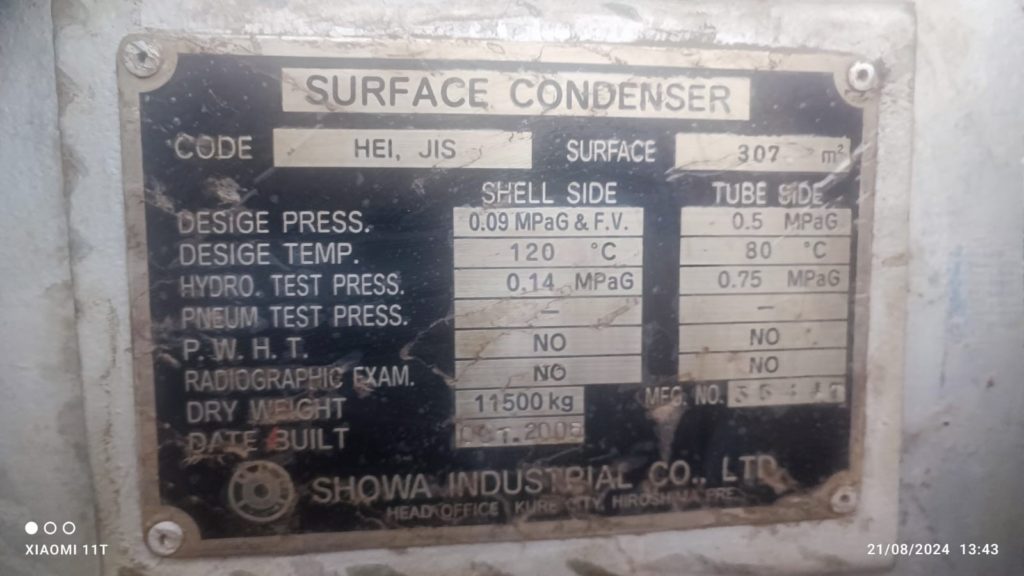 SURFACE CONDENSER
CODE HEI, JIS SURFACE 307 m²
SHELL SIDE TUBE SIDE
DESIGE PRESS. 0.09 MPaG & F.V. 0.5 MPaG
DESIGE TEMP. 120 °C 80 °C
HYDRO. TEST PRESS. 0.14 MPaG 0.75 MPaG
PNEUM TEST PRESS. — —
P. W. H. T. NO NO
RADIOGRAPHIC EXAM. NO NO
DRY WEIGHT 11500 kg MFG. NO.
DATE BUILT
SHOWA INDUSTRIAL CO., LTD.
HEAD OFFICE KURE CITY, HIROSHIMA PRE.
XIAOMI 11T
21/08/2024 13:43